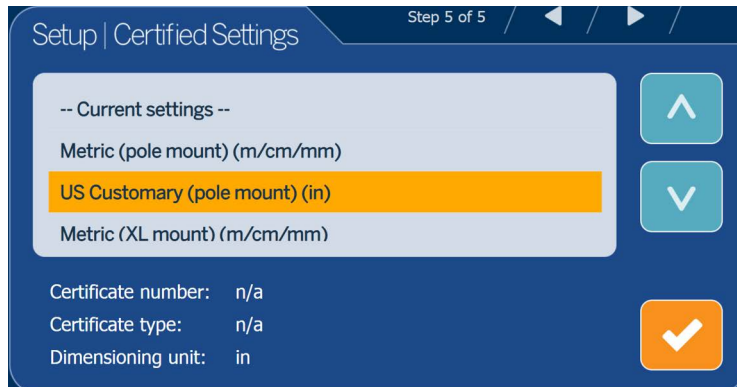 Setup | Certified Settings
Step 5 of 5
-- Current settings --
Metric (pole mount) (m/cm/mm)
US Customary (pole mount) (in)
Metric (XL mount) (m/cm/mm)
Certificate number: n/a
Certificate type: n/a
Dimensioning unit: in